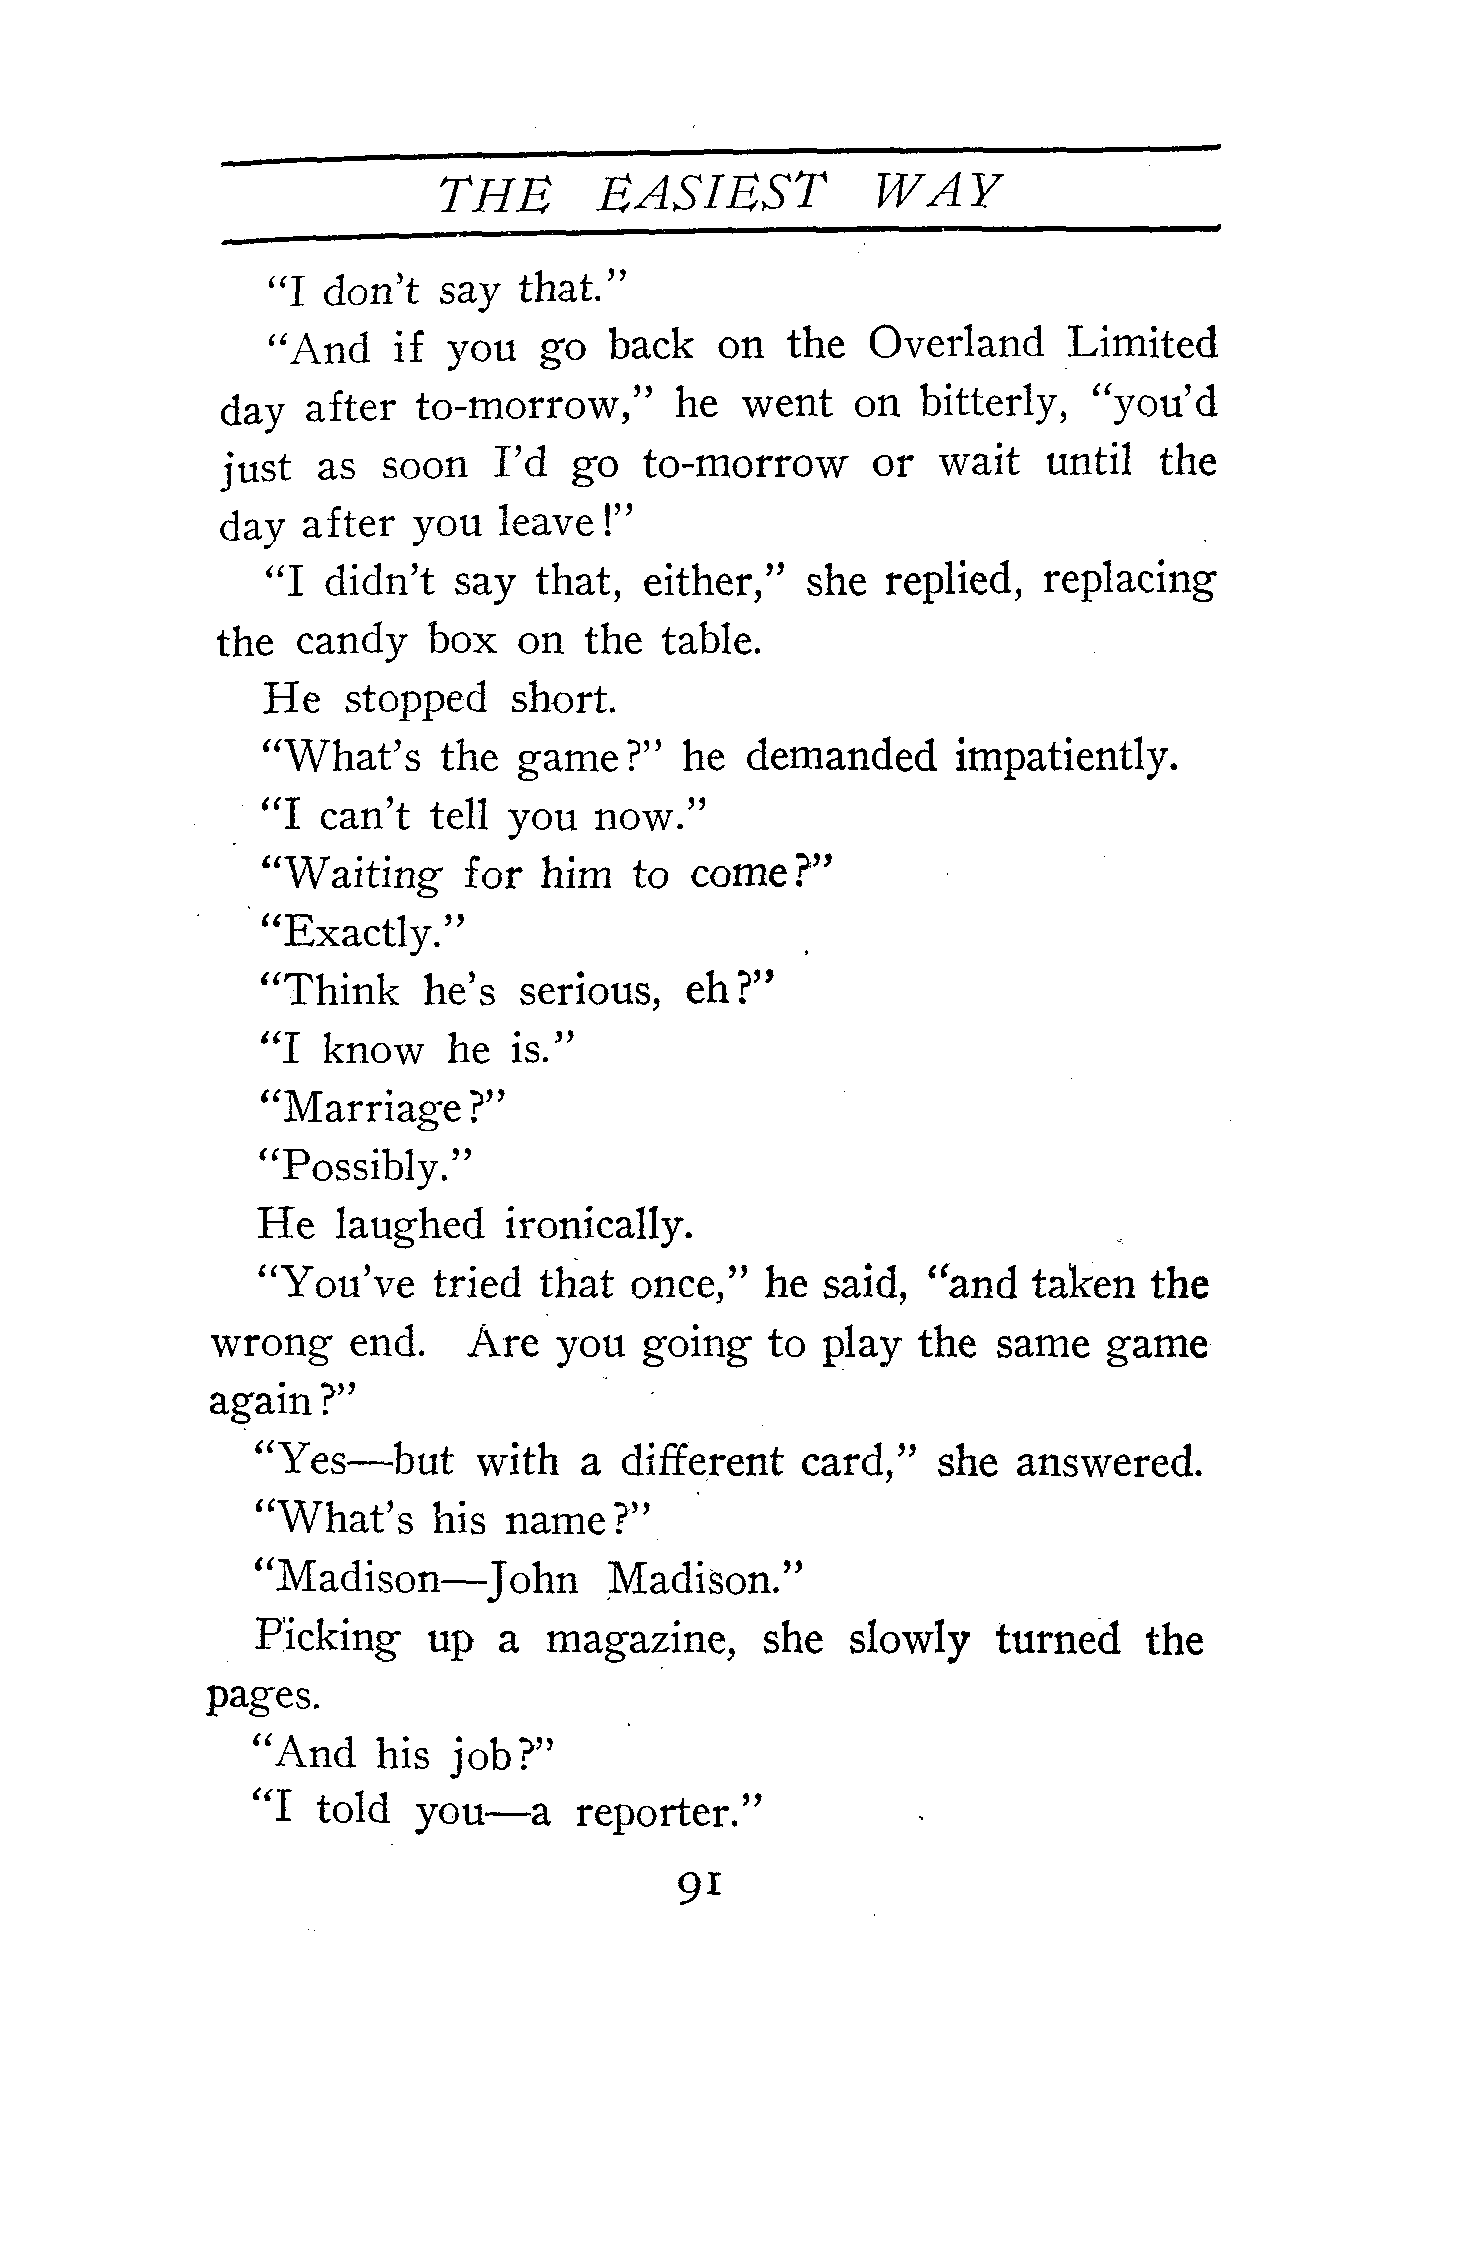 THE EASIEST WAY
“I don’t say that.”
“And if you go back on the Overland Limited
day after to-morrow,” he went on bitterly, “you’d
just as soon I’d go to-morrow or wait until the
day after you leave!”
“I didn’t say that, either,” she replied, replacing
the candy box on the table.
He stopped short.
“What’s the game?” he demanded impatiently.
“I can’t tell you now.”
“Waiting for him to come?”
“Exactly.”
“Think he’s serious, eh?”
“I know he is.”
“Marriage?”
“Possibly.”
He laughed ironically.
“You’ve tried that once,” he said, “and taken the
wrong end. Are you going to play the same game
again?”
“Yes—but with a different card,” she answered.
“What’s his name?”
“Madison—John Madison.”
Picking up a magazine, she slowly turned the
pages.
“And his job?”
“I told you—a reporter.”
91